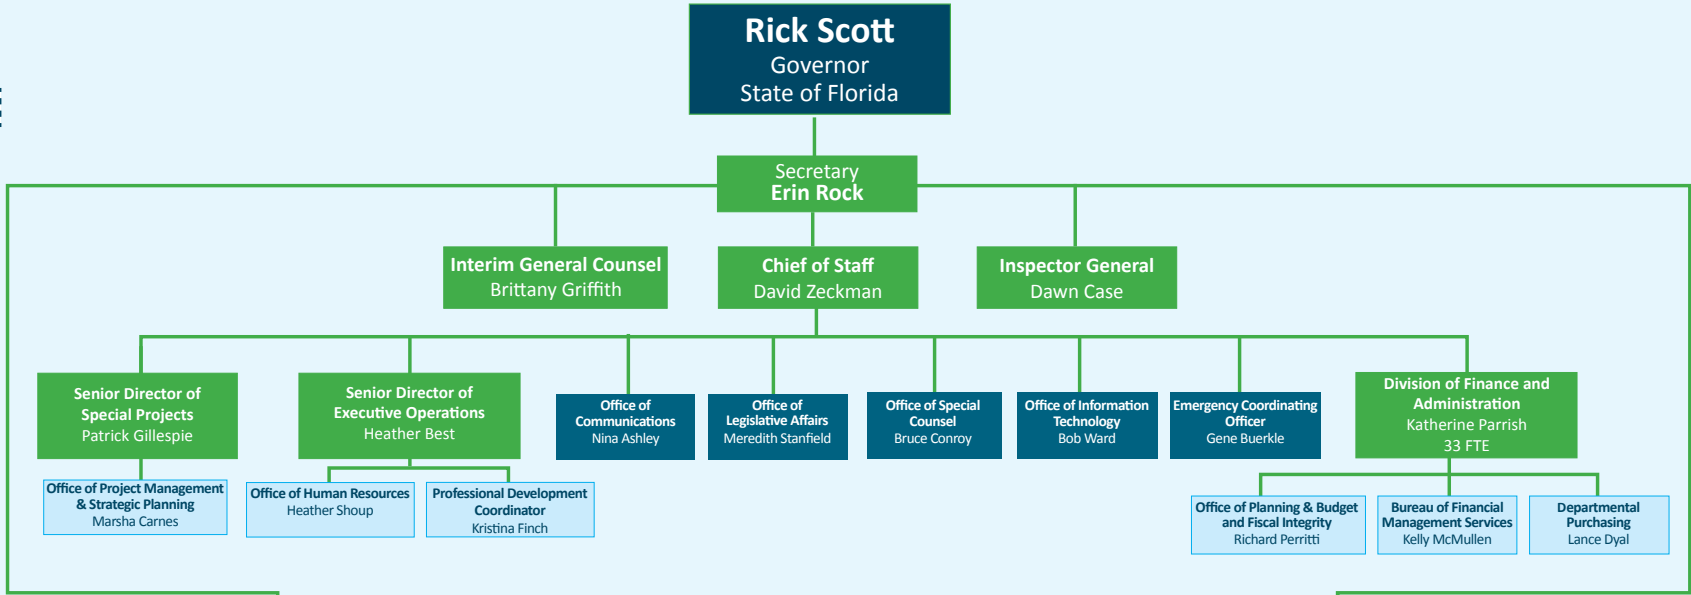 Rick Scott
Governor
State of Florida
Secretary
Erin Rock
Interim General Counsel
Brittany Griffith
Chief of Staff
David Zeckman
Inspector General
Dawn Case
Senior Director of
Special Projects
Patrick Gillespie
Senior Director of
Executive Operations
Heather Best
Office of
Communications
Nina Ashley
Office of
Legislative Affairs
Meredith Stanfield
Office of Special
Counsel
Bruce Conroy
Office of Information
Technology
Bob Ward
Emergency Coordinating
Officer
Gene Buerkle
Division of Finance and
Administration
Katherine Parrish
33 FTE
Office of Project Management
& Strategic Planning
Marsha Carnes
Office of Human Resources
Heather Shoup
Professional Development
Coordinator
Kristina Finch
Office of Planning & Budget
and Fiscal Integrity
Richard Perritti
Bureau of Financial
Management Services
Kelly McMullen
Departmental
Purchasing
Lance Dyal